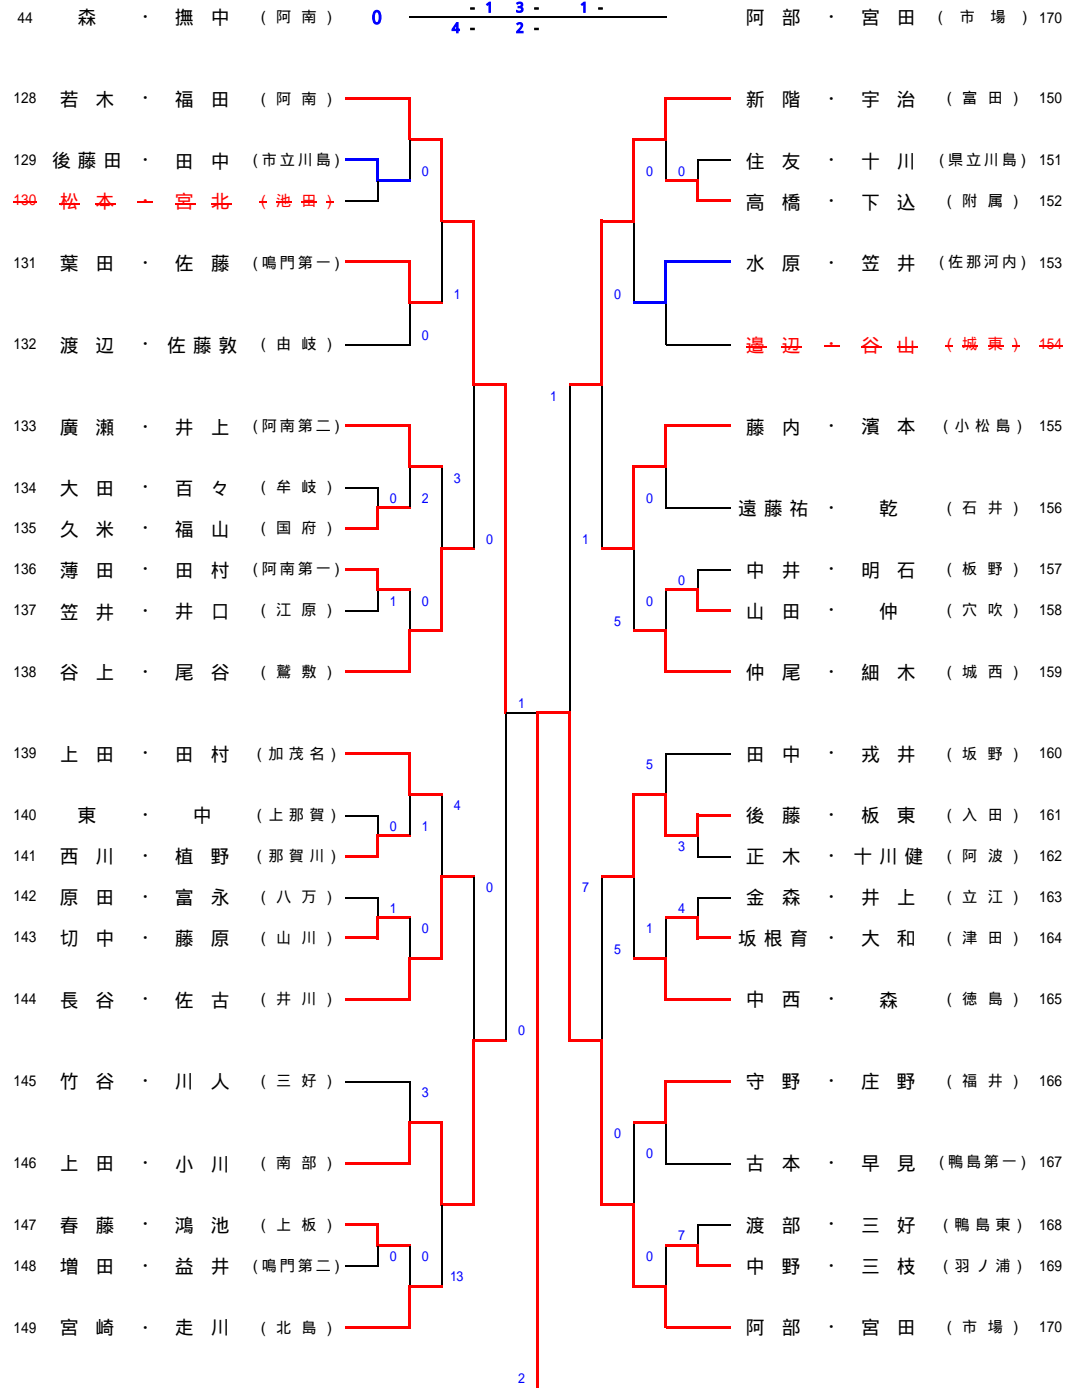 44 森 ・ 撫中 (阿南) 0 - 1 3 - 1 - 阿部 ・ 宮田 (市場) 170
4 - 2 -
128 若木 ・ 福田 (阿南) 新階 ・ 宇治 (富田) 150
129 後藤田 ・ 田中 (市立川島) 0 0 0 住友 ・ 十川 (県立川島) 151
130 松本 ・ 宮北 (池田) 高橋 ・ 下込 (附属) 152
131 葉田 ・ 佐藤 (鳴門第一) 水原 ・ 笠井 (佐那河内) 153
1 0
132 渡辺 ・ 佐藤敦 (由岐) 0 邉辺 ・ 谷山 (城東) 154
1
133 廣瀬 ・ 井上 (阿南第二) 藤内 ・ 濱本 (小松島) 155
3
134 大田 ・ 百々 (牟岐) 0 2 0 遠藤祐 ・ 乾 (石井) 156
135 久米 ・ 福山 (国府)
0 1
136 薄田 ・ 田村 (阿南第一) 0 中井 ・ 明石 (板野) 157
137 笠井 ・ 井口 (江原) 1 0 0 山田 ・ 仲 (穴吹) 158
5
138 谷上 ・ 尾谷 (鷲敷) 仲尾 ・ 細木 (城西) 159
1
139 上田 ・ 田村 (加茂名) 5 田中 ・ 戎井 (坂野) 160
4
140 東 ・ 中 (上那賀) 0 1 後藤 ・ 板東 (入田) 161
141 西川 ・ 植野 (那賀川) 3 正木 ・ 十川健 (阿波) 162
0 7
142 原田 ・ 富永 (八万) 1 4 金森 ・ 井上 (立江) 163
143 切中 ・ 藤原 (山川) 0 5 1 坂根育 ・ 大和 (津田) 164
144 長谷 ・ 佐古 (井川) 中西 ・ 森 (徳島) 165
0
145 竹谷 ・ 川人 (三好) 3 守野 ・ 庄野 (福井) 166
0
146 上田 ・ 小川 (南部) 0 古本 ・ 早見 (鴨島第一) 167
147 春藤 ・ 鴻池 (上板) 7 渡部 ・ 三好 (鴨島東) 168
148 増田 ・ 益井 (鳴門第二) 0 0 0 中野 ・ 三枝 (羽ノ浦) 169
13
149 宮崎 ・ 走川 (北島) 阿部 ・ 宮田 (市場) 170
2